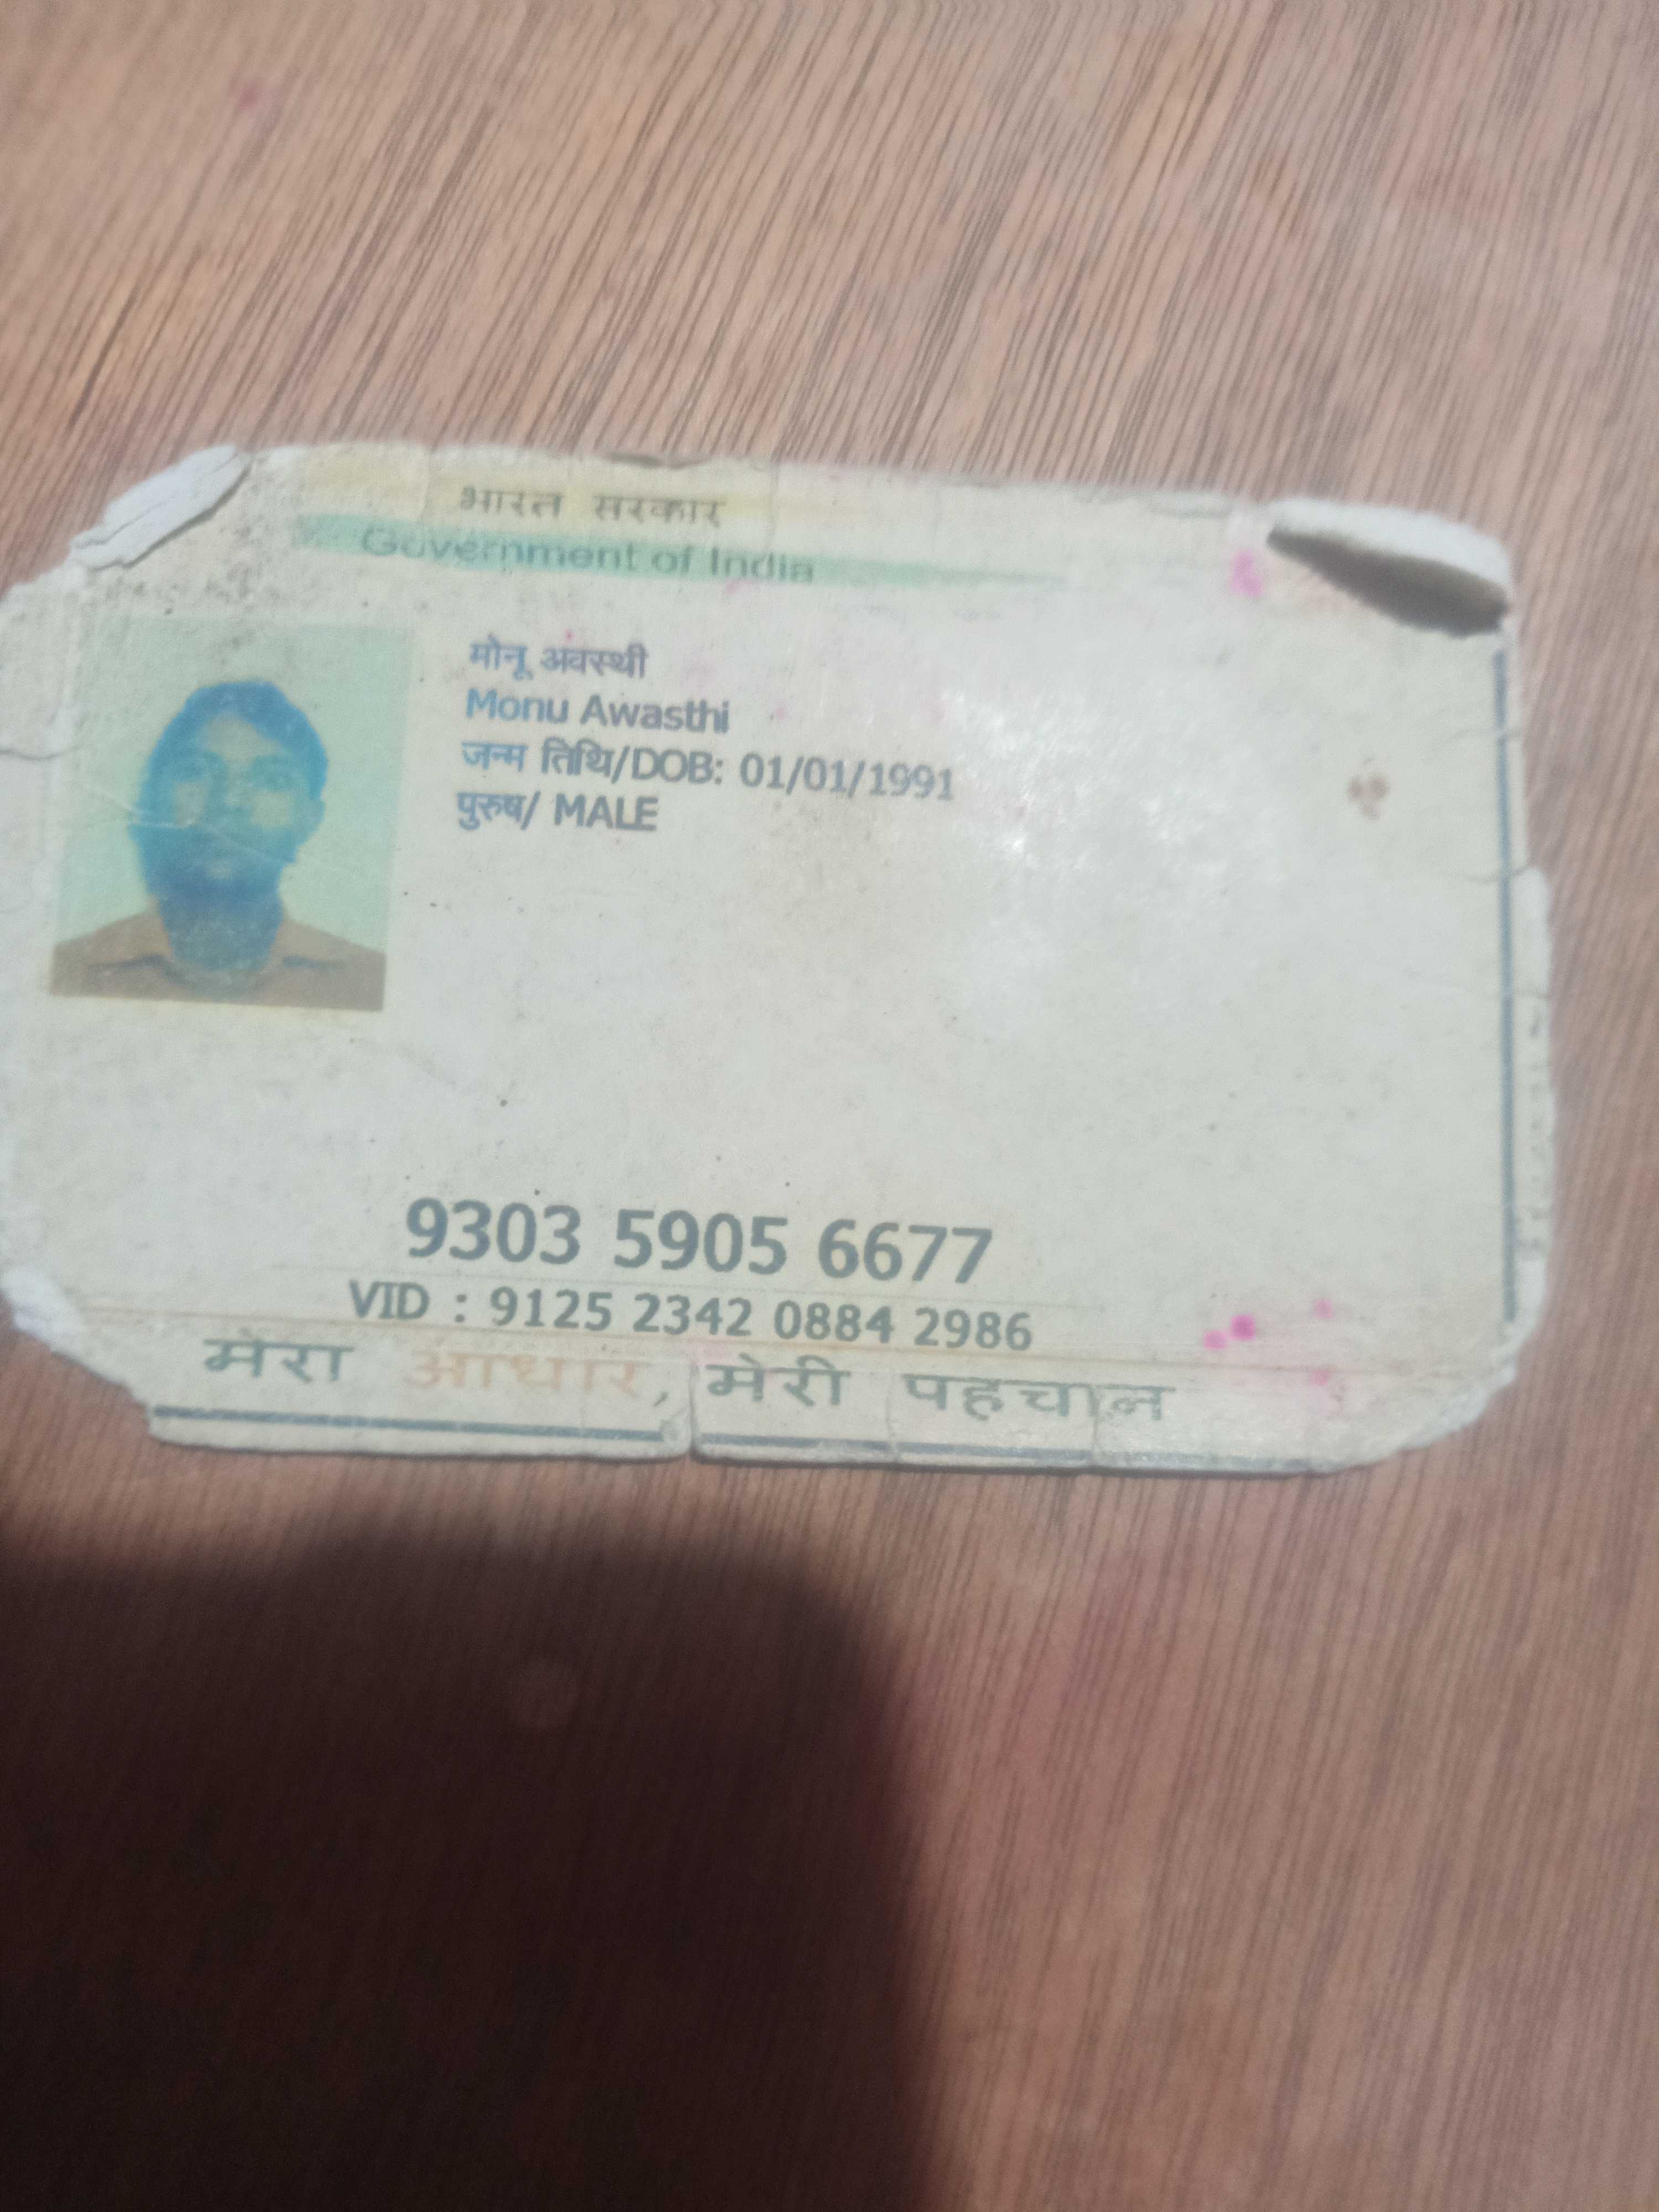 भारत सरकार
Government of India
मोनू अवस्थी
Monu Awasthi
जन्म तिथि/DOB: 01/01/1991
पुरुष/ MALE
9303 5905 6677
VID : 9125 2342 0884 2986
मेरा आधार, मेरी पहचान